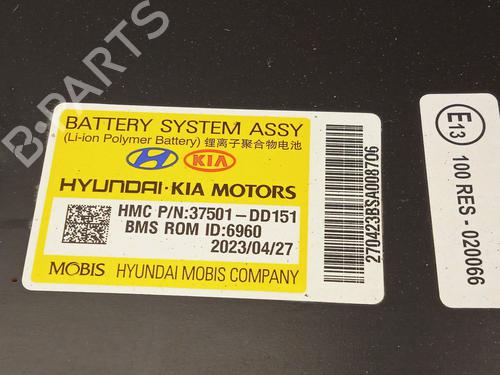 BATTERY SYSTEM ASSY
(Li-ion Polymer Battery) 锂离子聚合物电池
KIA
HYUNDAI·KIA MOTORS
HMC P/N:37501-DD151
BMS ROM ID:6960
2023/04/27
MOBIS HYUNDAI MOBIS COMPANY
270423BSA008706
E13
100 RES - 020066
B-PARTS